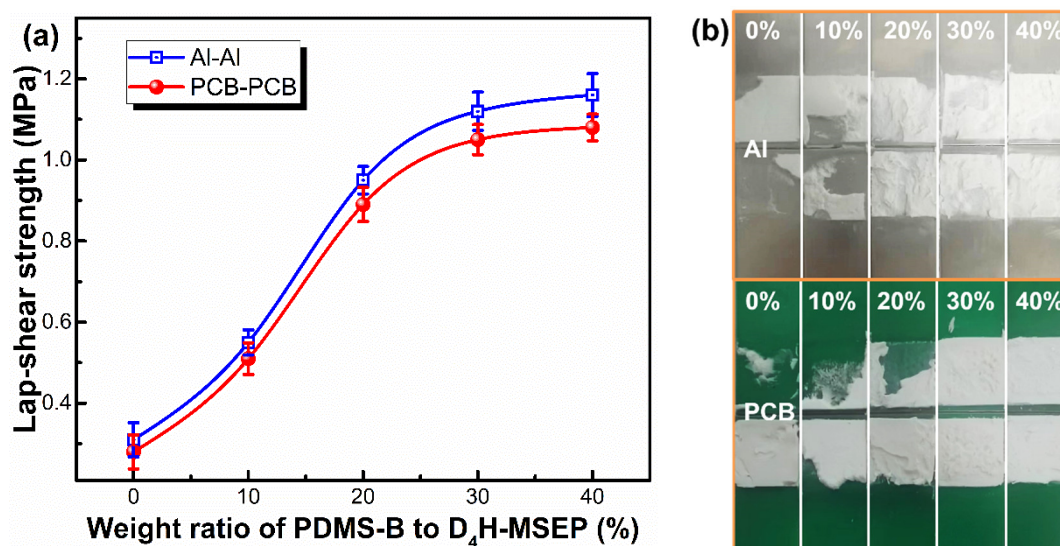 (a)
Al-Al
PCB-PCB
Lap-shear strength (MPa)
1.2
1.0
0.8
0.6
0.4
0
10
20
30
40
Weight ratio of PDMS-B to D₄H-MSEP (%)
(b)
0% 10% 20% 30% 40%
Al
0% 10% 20% 30% 40%
PCB